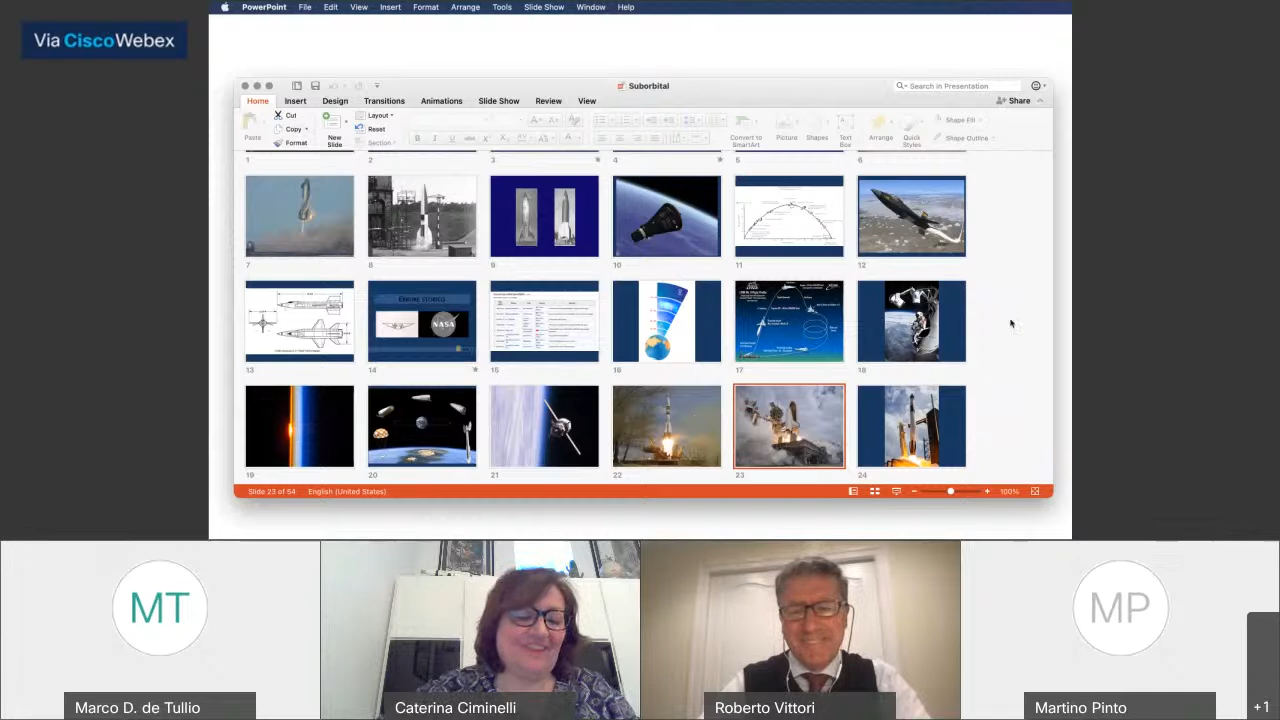 PowerPoint File Edit View Insert Format Arrange Tools Slide Show Window Help
Via CiscoWebex
Suborbital
Search in Presentation
Home Insert Design Transitions Animations Slide Show Review View
Share
Paste
Cut
Copy
Format
New Slide
Layout
Reset
Section
B I U
Convert to SmartArt
Picture
Shapes
Text Box
Arrange
Quick Styles
Shape Fill
Shape Outline
1 2 3 4 5 6
7 8 9 10 11 12
ENGINE STORIES
NASA
13 14 15 16 17 18
19 20 21 22 23 24
Slide 23 of 54 English (United States)
100%
MT
MP
Marco D. de Tullio
Caterina Ciminelli
Roberto Vittori
Martino Pinto
+1